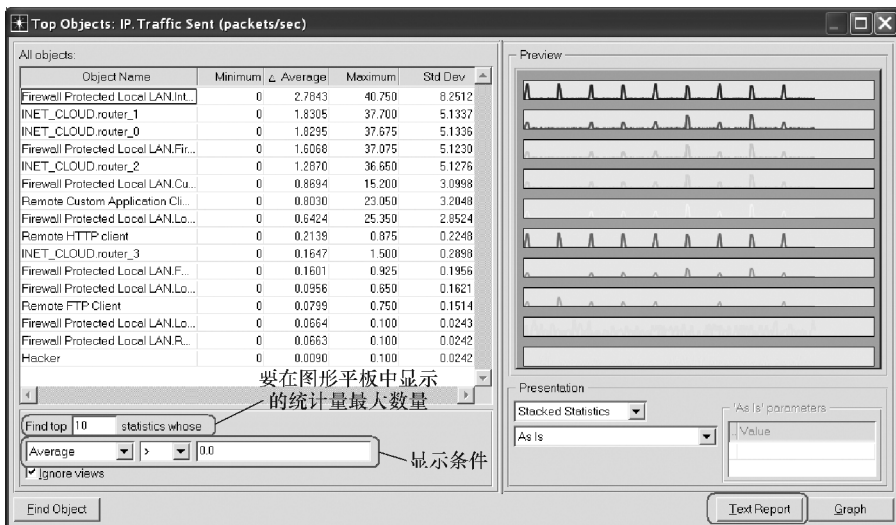 Top Objects: IP.Traffic Sent (packets/sec)
All objects:
Object Name Minimum △ Average Maximum Std Dev
Firewall Protected Local LAN.Int... 0 2.7843 40.750 8.2512
INET_CLOUD.router_1 0 1.8305 37.700 5.1337
INET_CLOUD.router_0 0 1.8295 37.675 5.1336
Firewall Protected Local LAN.Fir... 0 1.6068 37.075 5.1230
INET_CLOUD.router_2 0 1.2870 36.650 5.1276
Firewall Protected Local LAN.Cu... 0 0.8694 15.200 3.0998
Remote Custom Application Cli... 0 0.8030 23.050 3.2048
Firewall Protected Local LAN.Lo... 0 0.6424 25.350 2.8524
Remote HTTP client 0 0.2139 0.875 0.2248
INET_CLOUD.router_3 0 0.1647 1.500 0.2898
Firewall Protected Local LAN.F... 0 0.1601 0.925 0.1956
Firewall Protected Local LAN.Lo... 0 0.0956 0.650 0.1621
Remote FTP Client 0 0.0799 0.750 0.1514
Firewall Protected Local LAN.Lo... 0 0.0664 0.100 0.0243
Firewall Protected Local LAN.R... 0 0.0663 0.100 0.0242
Hacker 0 0.0090 0.100 0.0242
要在图形平板中显示
的统计量最大数量
Find top 10 statistics whose
Average > 0.0
显示条件
Ignore views
Find Object
Preview
Presentation
Stacked Statistics
As Is
'As Is' parameters
Value
Text Report
Graph